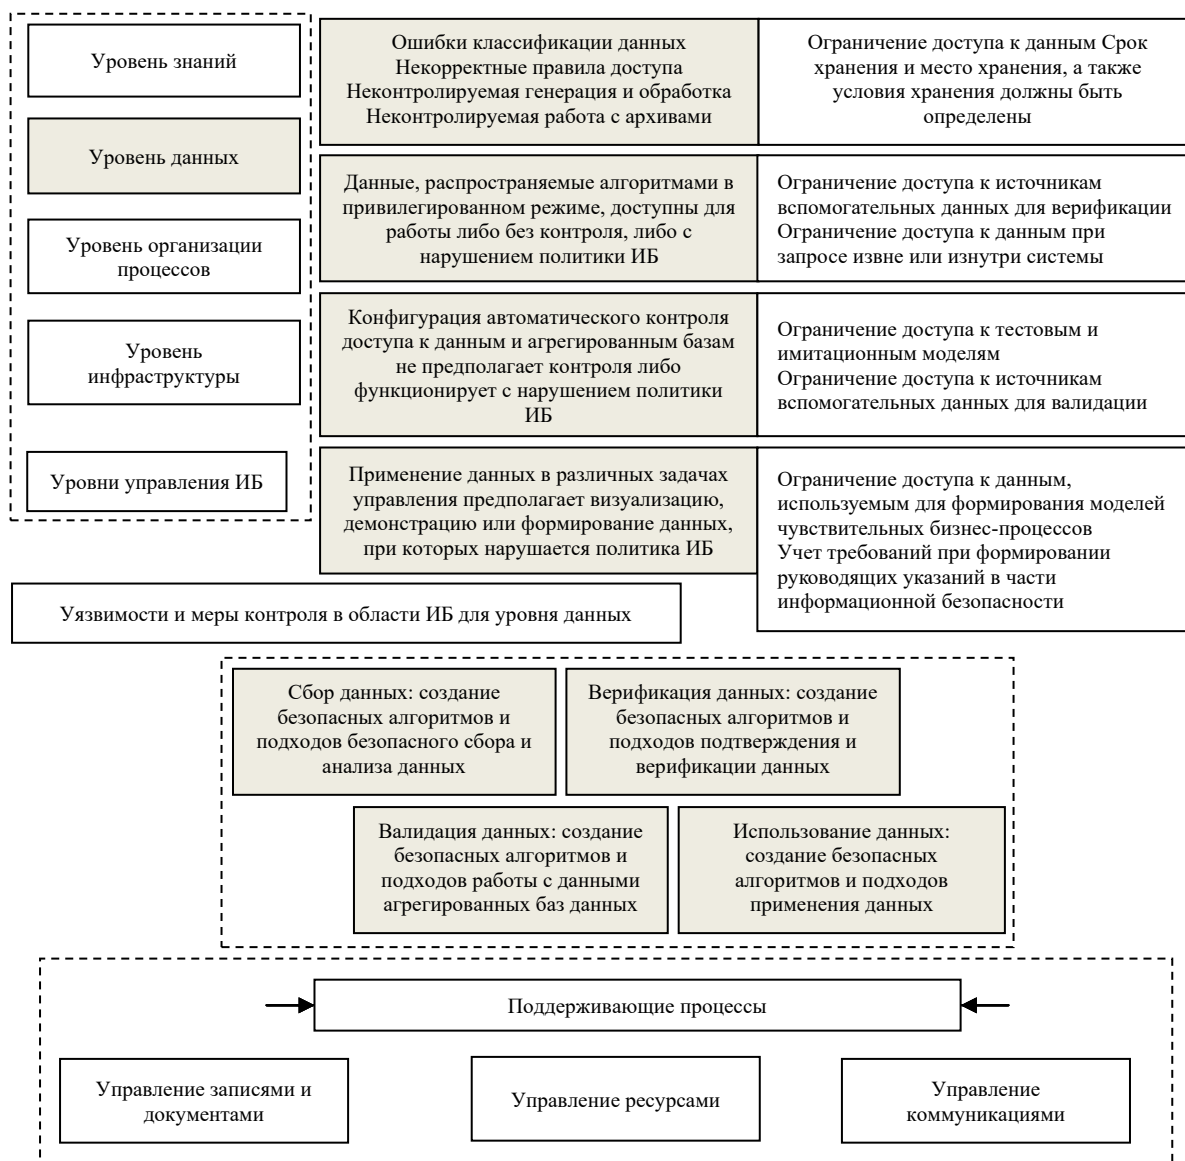 Уровень знаний
Уровень данных
Уровень организации
процессов
Уровень
инфраструктуры
Уровни управления ИБ
Ошибки классификации данных
Некорректные правила доступа
Неконтролируемая генерация и обработка
Неконтролируемая работа с архивами
Ограничение доступа к данным Срок
хранения и место хранения, а также
условия хранения должны быть
определены
Данные, распространяемые алгоритмами в
привилегированном режиме, доступны для
работы либо без контроля, либо с
нарушением политики ИБ
Ограничение доступа к источникам
вспомогательных данных для верификации
Ограничение доступа к данным при
запросе извне или изнутри системы
Конфигурация автоматического контроля
доступа к данным и агрегированным базам
не предполагает контроля либо
функционирует с нарушением политики
ИБ
Ограничение доступа к тестовым и
имитационным моделям
Ограничение доступа к источникам
вспомогательных данных для валидации
Применение данных в различных задачах
управления предполагает визуализацию,
демонстрацию или формирование данных,
при которых нарушается политика ИБ
Ограничение доступа к данным,
используемым для формирования моделей
чувствительных бизнес-процессов
Учет требований при формировании
руководящих указаний в части
информационной безопасности
Уязвимости и меры контроля в области ИБ для уровня данных
Сбор данных: создание
безопасных алгоритмов и
подходов безопасного сбора и
анализа данных
Верификация данных: создание
безопасных алгоритмов и
подходов подтверждения и
верификации данных
Валидация данных: создание
безопасных алгоритмов и
подходов работы с данными
агрегированных баз данных
Использование данных:
создание безопасных
алгоритмов и подходов
применения данных
Поддерживающие процессы
Управление записями и
документами
Управление ресурсами
Управление
коммуникациями